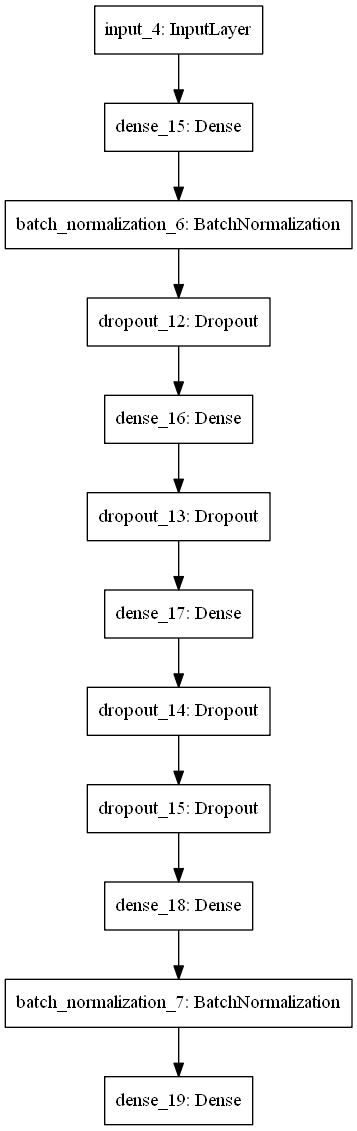 input_4: InputLayer
dense_15: Dense
batch_normalization_6: BatchNormalization
dropout_12: Dropout
dense_16: Dense
dropout_13: Dropout
dense_17: Dense
dropout_14: Dropout
dropout_15: Dropout
dense_18: Dense
batch_normalization_7: BatchNormalization
dense_19: Dense